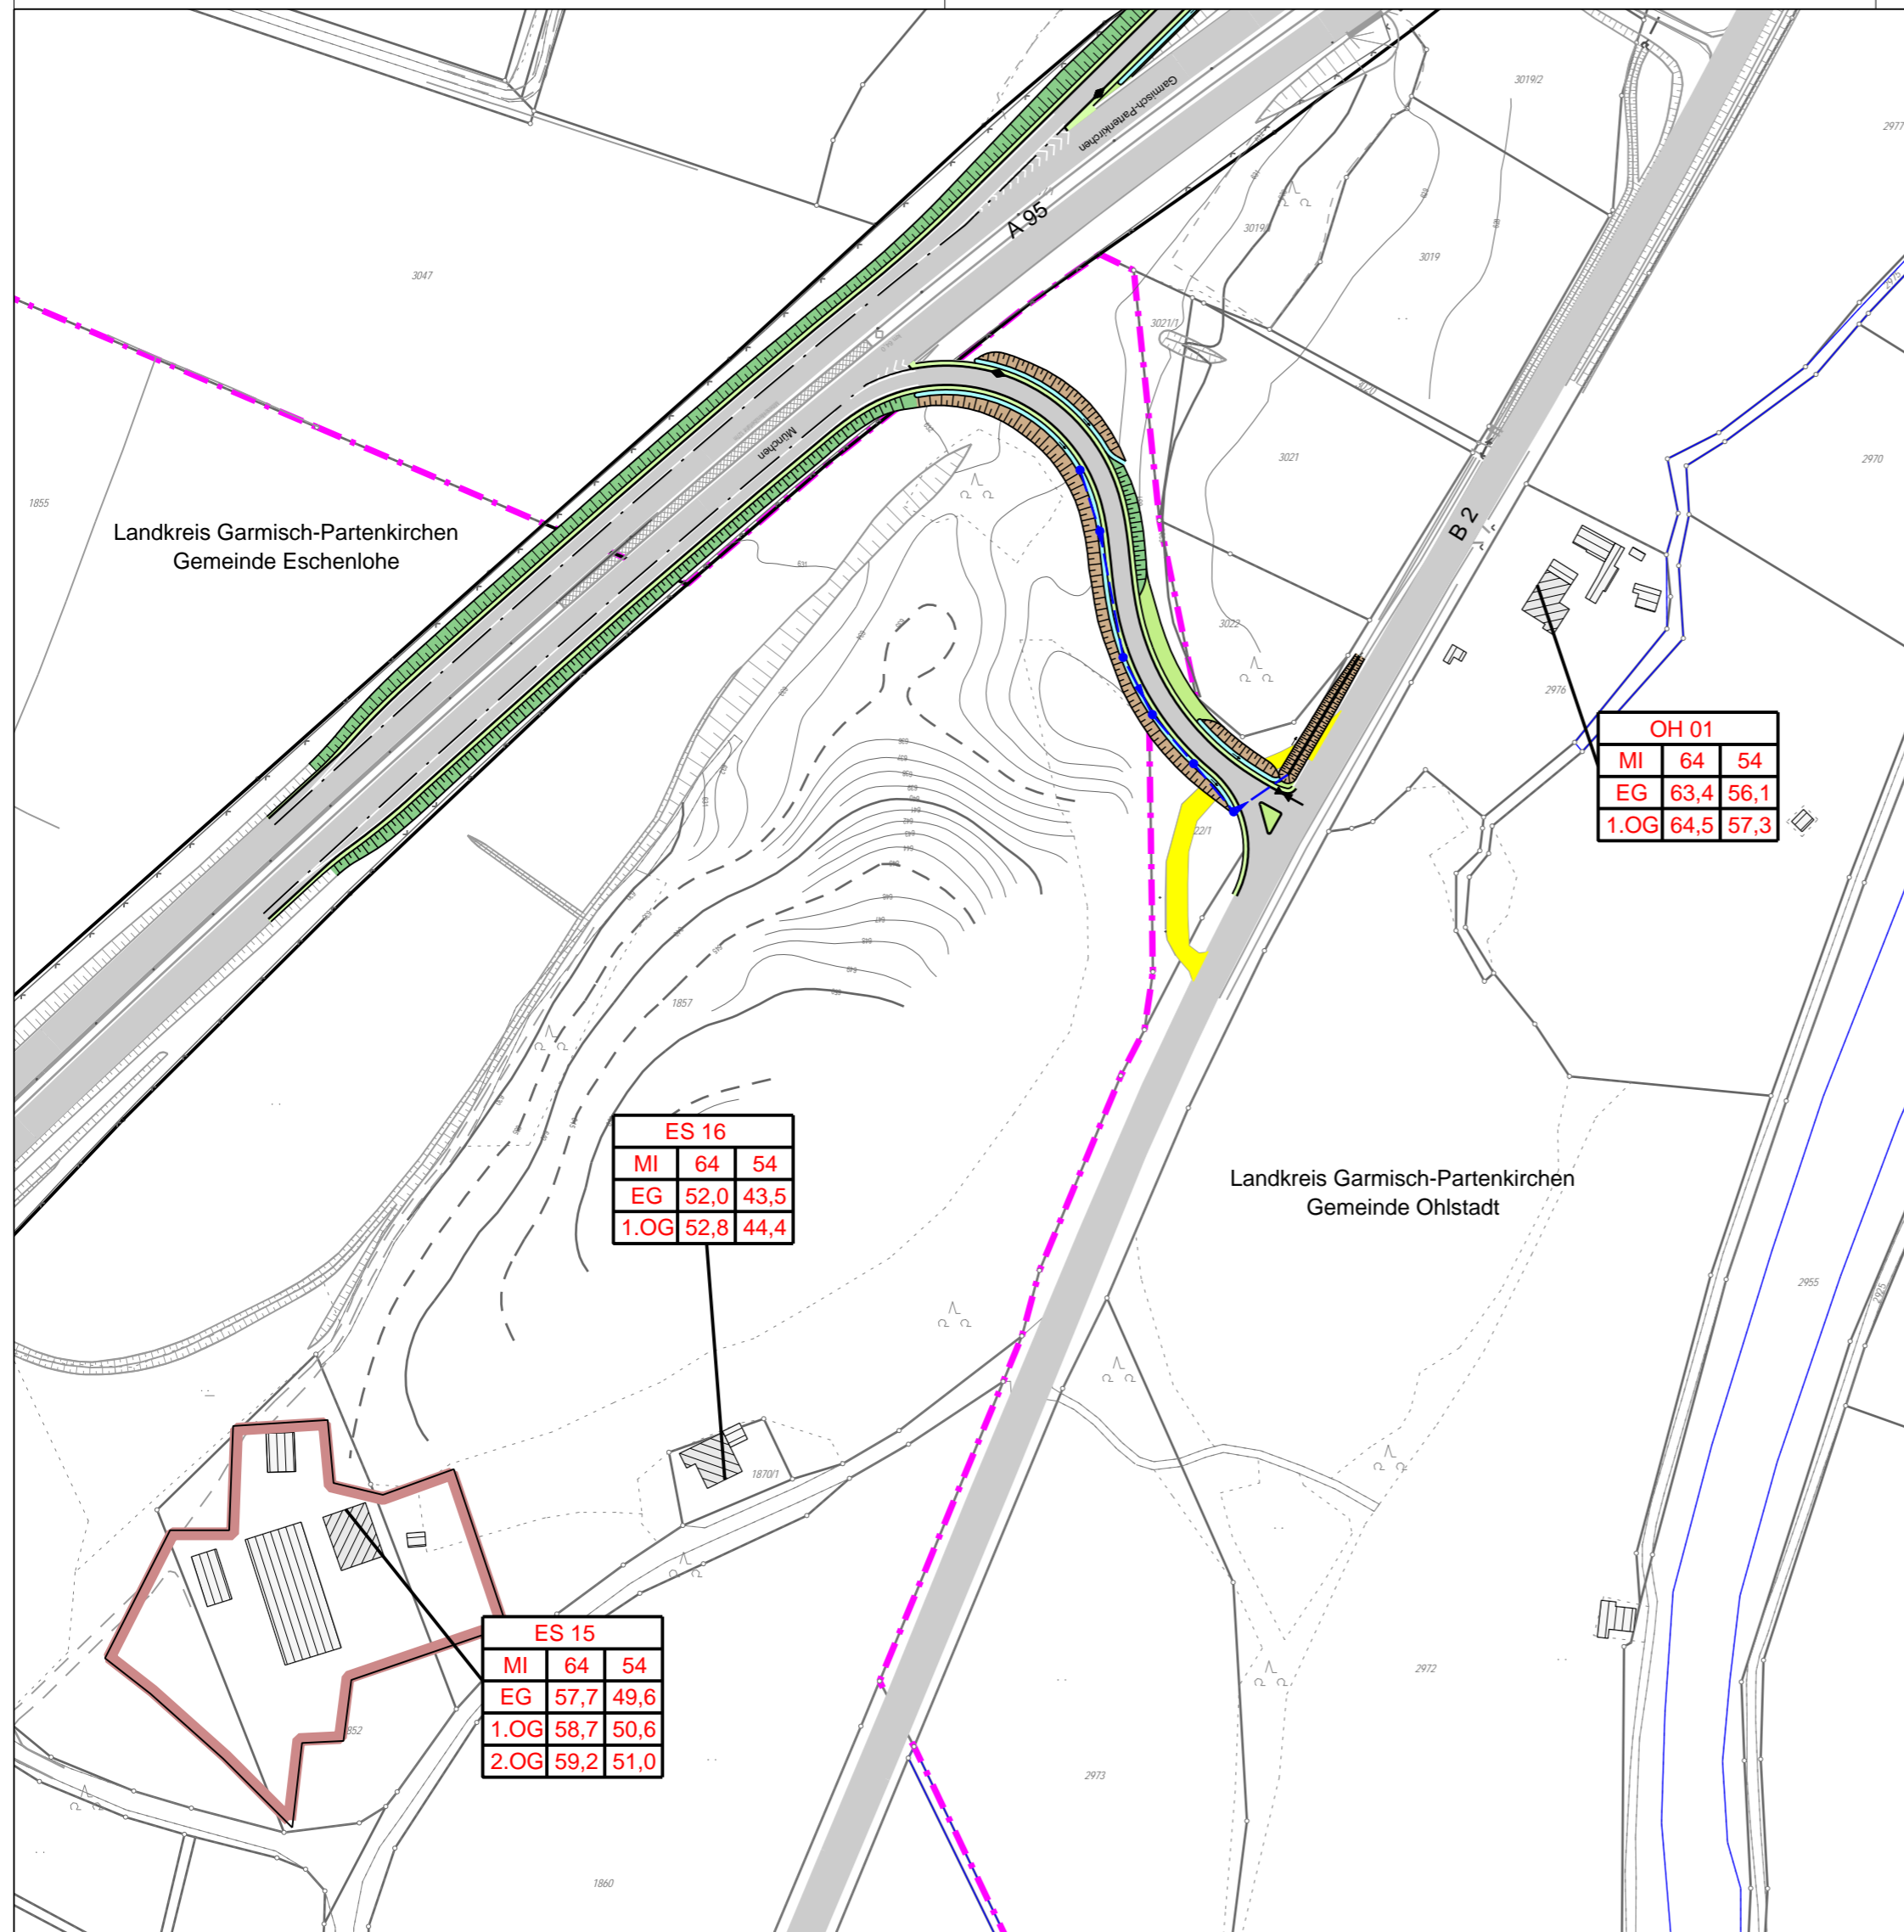 Garmisch-Partenkirchen
3019/2
2977
A 95
3019
3047
3021/1
München
3021
2970
1855
B 2
Landkreis Garmisch-Partenkirchen
Gemeinde Eschenlohe
3022
2976
OH 01
MI 64 54
EG 63,4 56,1
1.OG 64,5 57,3
22/1
1857
ES 16
MI 64 54
EG 52,0 43,5
1.OG 52,8 44,4
Landkreis Garmisch-Partenkirchen
Gemeinde Ohlstadt
2955
2925
1870/1
ES 15
MI 64 54
EG 57,7 49,6
1.OG 58,7 50,6
2.OG 59,2 51,0
852
2972
2973
1860